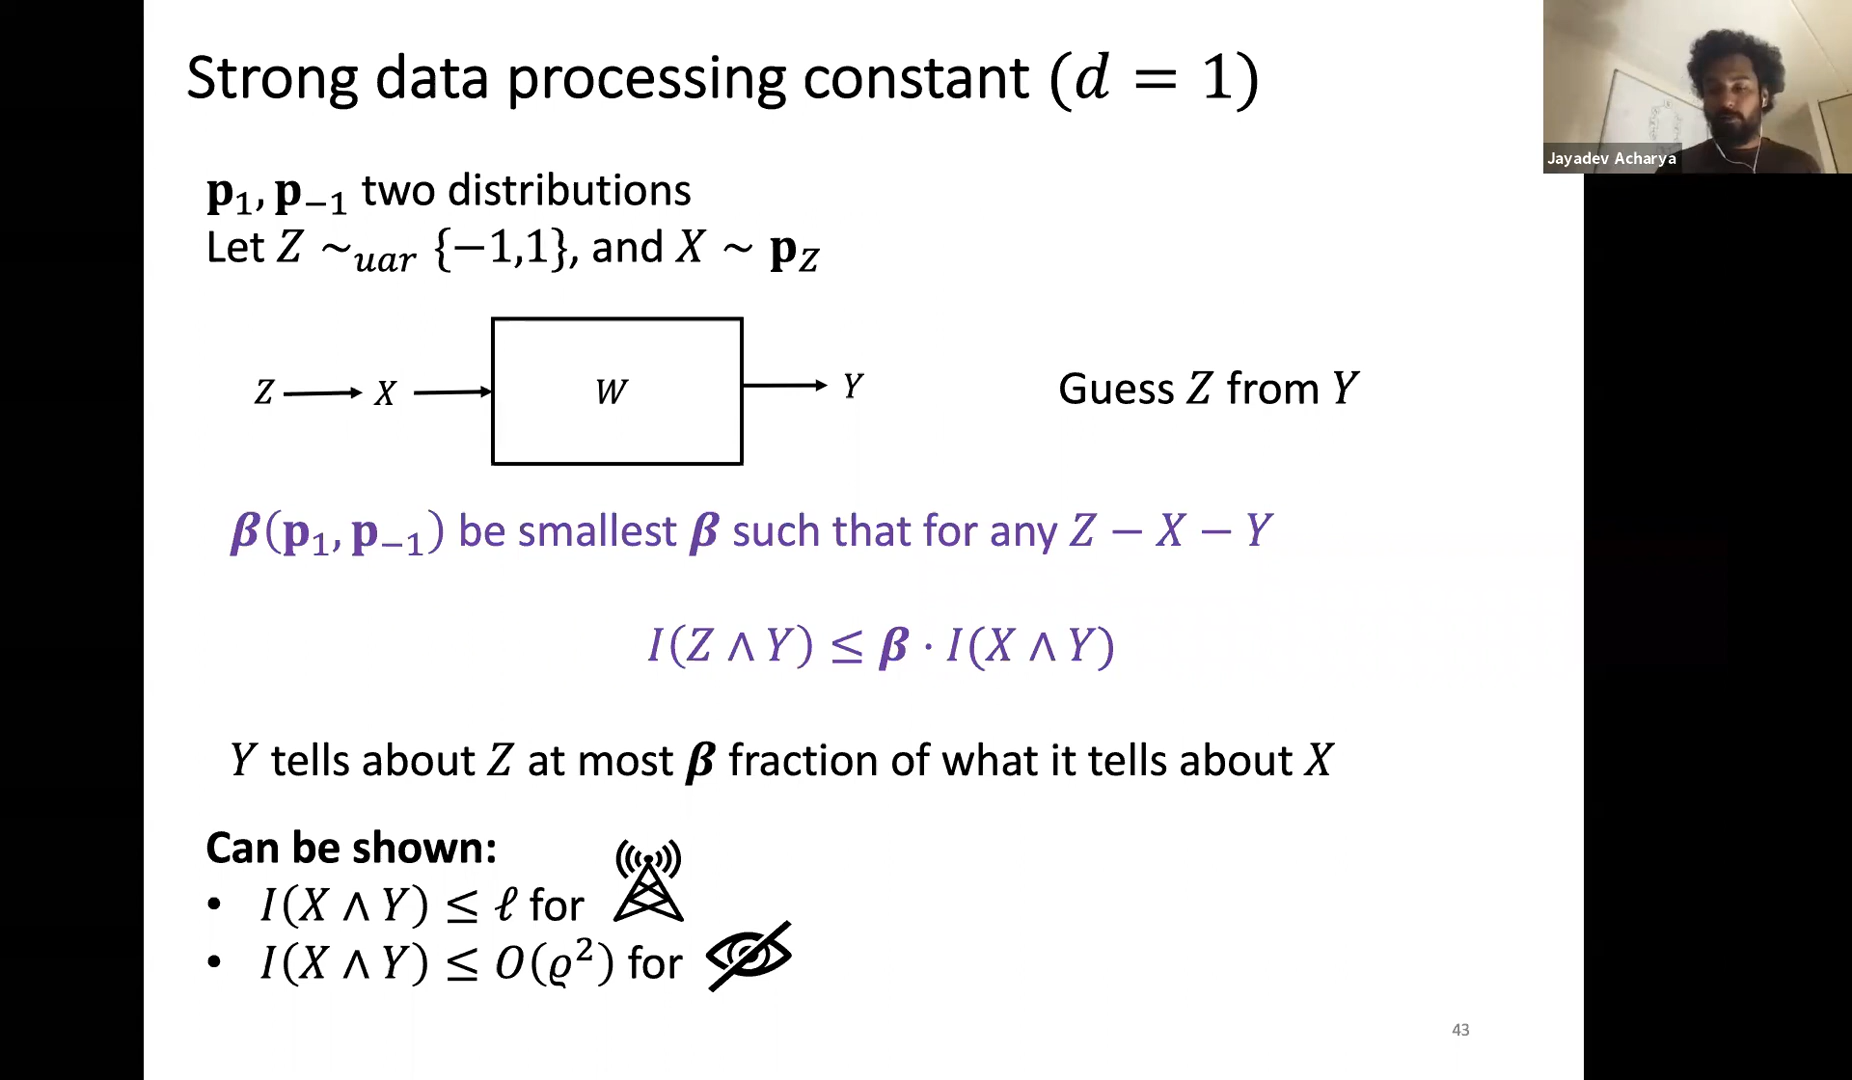 Strong data processing constant (d = 1)
Jayadev Acharya
𝐩₁, 𝐩₋₁ two distributions
Let Z ~ᵤₐᵣ {−1,1}, and X ~ 𝐩_Z
Z X W Y
Guess Z from Y
𝜷(𝐩₁, 𝐩₋₁) be smallest 𝜷 such that for any Z − X − Y
I(Z ∧ Y) ≤ 𝜷 · I(X ∧ Y)
Y tells about Z at most 𝜷 fraction of what it tells about X
Can be shown:
• I(X ∧ Y) ≤ ℓ for
• I(X ∧ Y) ≤ O(ϱ²) for
43